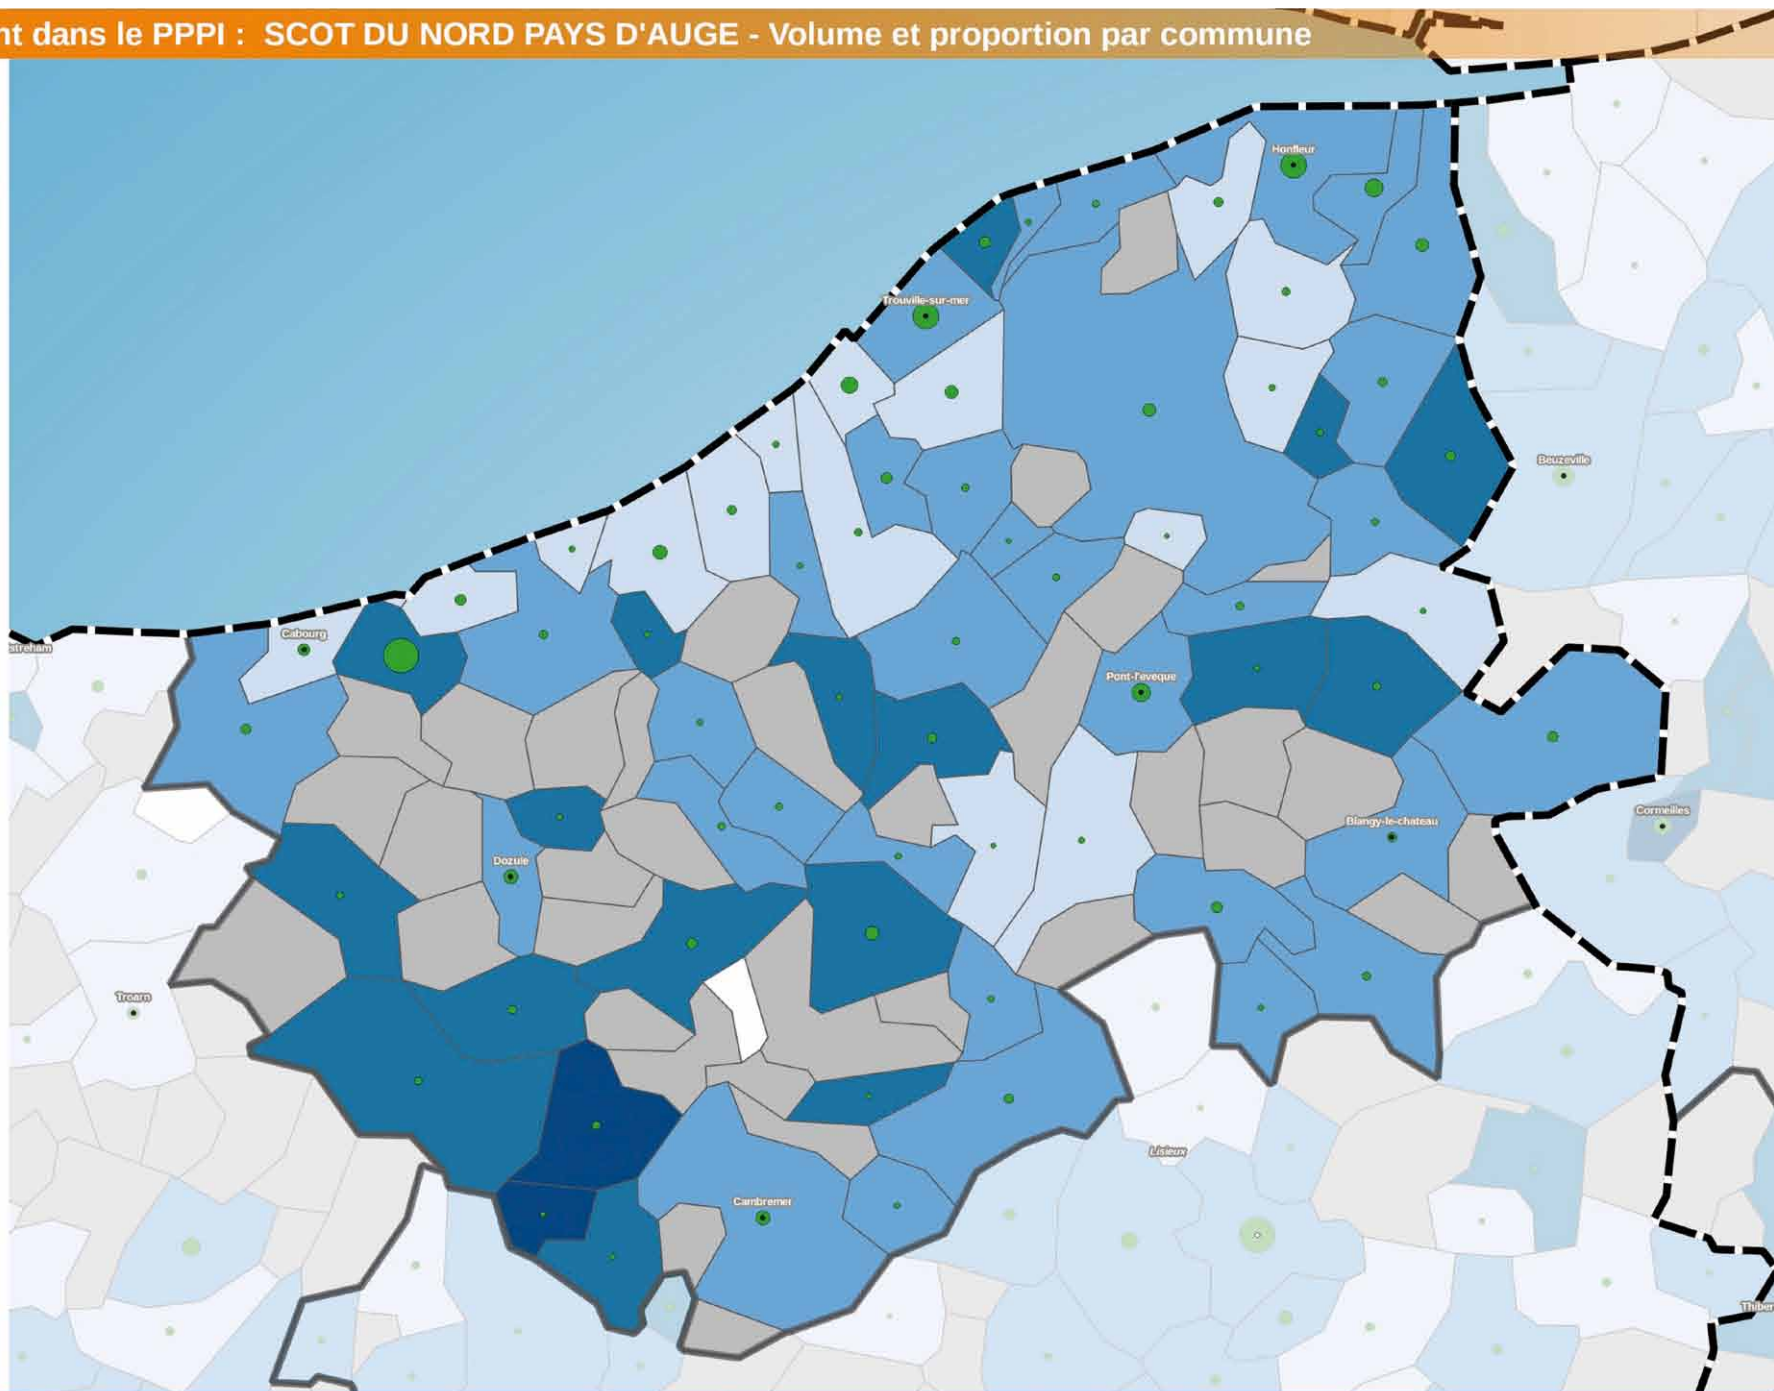 nt dans le PPPI : SCOT DU NORD PAYS D'AUGE - Volume et proportion par commune
Honfleur
Trouville-sur-mer
Beuzeville
Cabourg
streham
Pont-l'eveque
Cormeilles
Blangy-le-chateau
Dozule
Troarn
Lisieux
Cambremer
Thiber